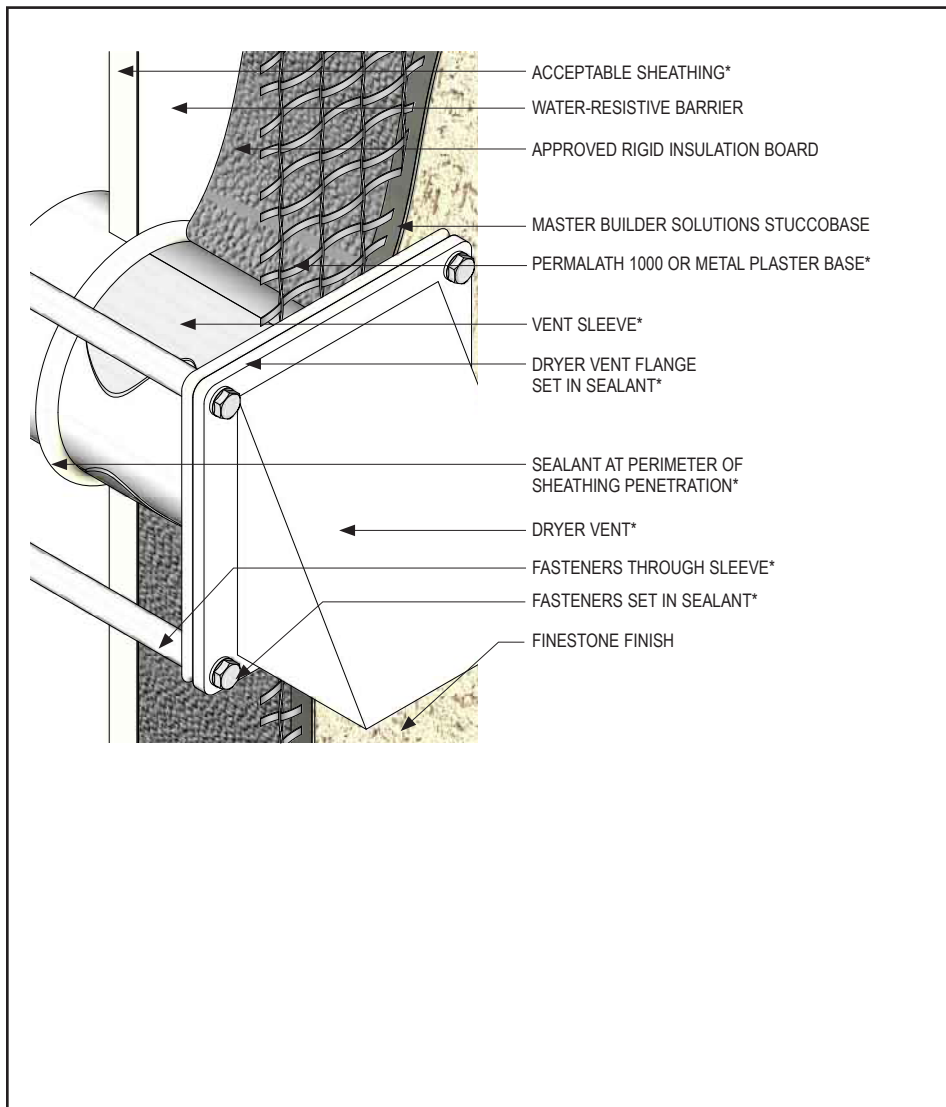 ACCEPTABLE SHEATHING*
WATER-RESISTIVE BARRIER
APPROVED RIGID INSULATION BOARD
MASTER BUILDER SOLUTIONS STUCCOBASE
PERMALATH 1000 OR METAL PLASTER BASE*
VENT SLEEVE*
DRYER VENT FLANGE
SET IN SEALANT*
SEALANT AT PERIMETER OF
SHEATHING PENETRATION*
DRYER VENT*
FASTENERS THROUGH SLEEVE*
FASTENERS SET IN SEALANT*
FINESTONE FINISH